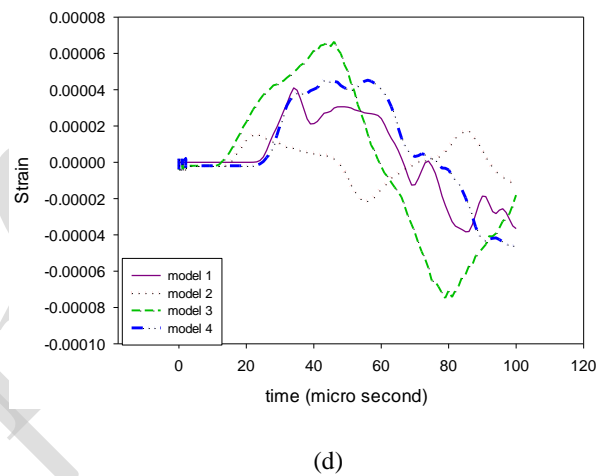 0.00008
0.00006
0.00004
0.00002
0.00000
-0.00002
-0.00004
-0.00006
-0.00008
-0.00010
Strain
model 1
model 2
model 3
model 4
0 20 40 60 80 100 120
time (micro second)
(d)